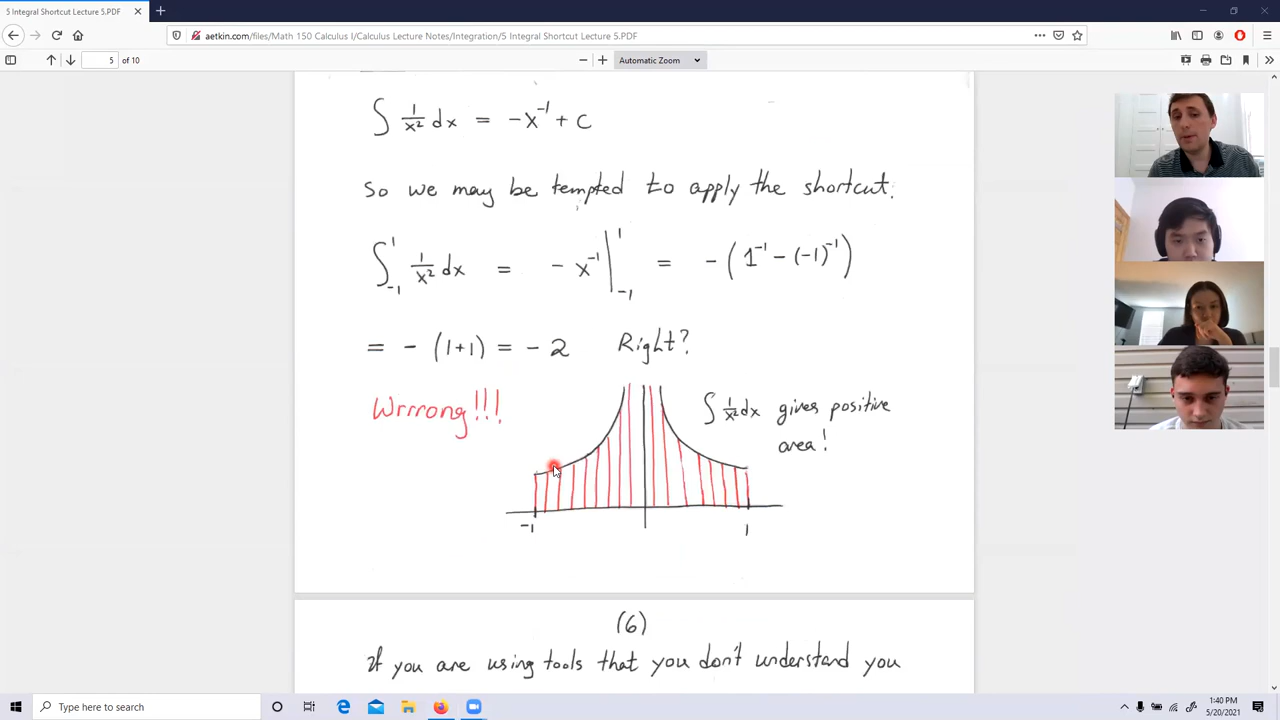 5 Integral Shortcut Lecture 5.PDF
aetkin.com/files/Math 150 Calculus I/Calculus Lecture Notes/Integration/5 Integral Shortcut Lecture 5.PDF
5 of 10 Automatic Zoom
∫ 1/x² dx = -x⁻¹ + c
So we may be tempted to apply the shortcut.
∫₋₁¹ 1/x² dx = -x⁻¹ |₋₁¹ = -(1⁻¹ - (-1)⁻¹)
= - (1+1) = - 2 Right?
Wrrrong!!!
∫ 1/x² dx gives positive
area!
-1 1
(6)
If you are using tools that you don't understand you
Type here to search
1:40 PM
5/20/2021